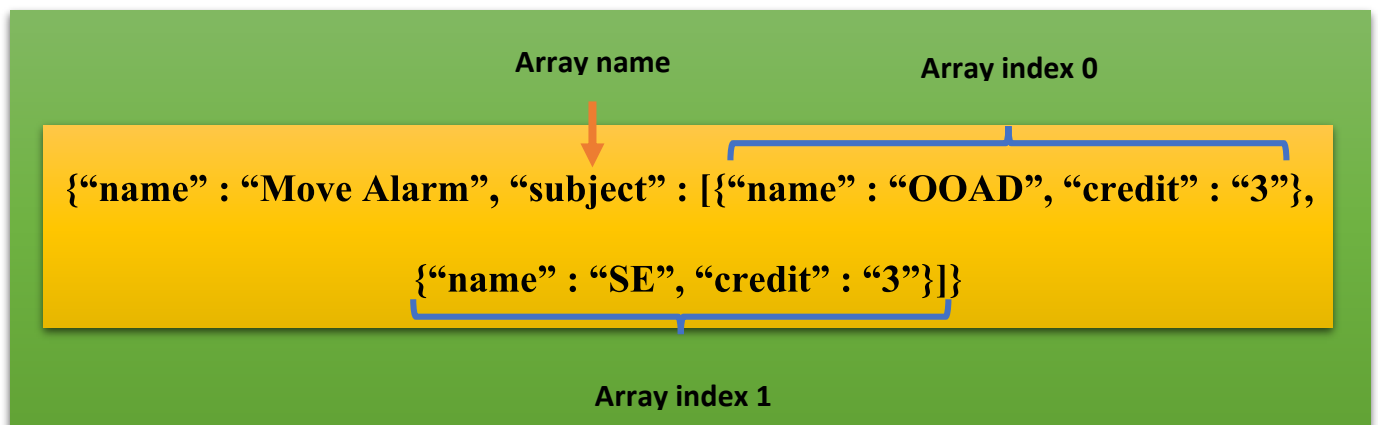 Array name
Array index 0
{“name” : “Move Alarm”, “subject” : [{“name” : “OOAD”, “credit” : “3”},
{“name” : “SE”, “credit” : “3”}]}
Array index 1